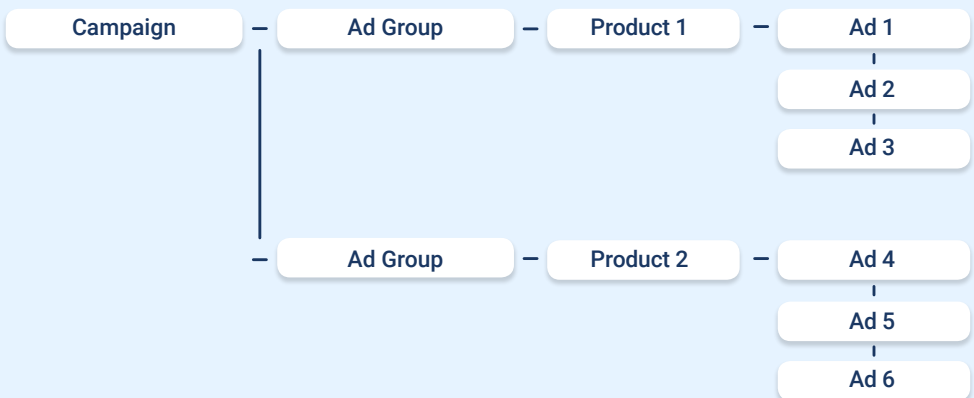 Campaign
Ad Group
Product 1
Ad 1
Ad 2
Ad 3
Ad Group
Product 2
Ad 4
Ad 5
Ad 6